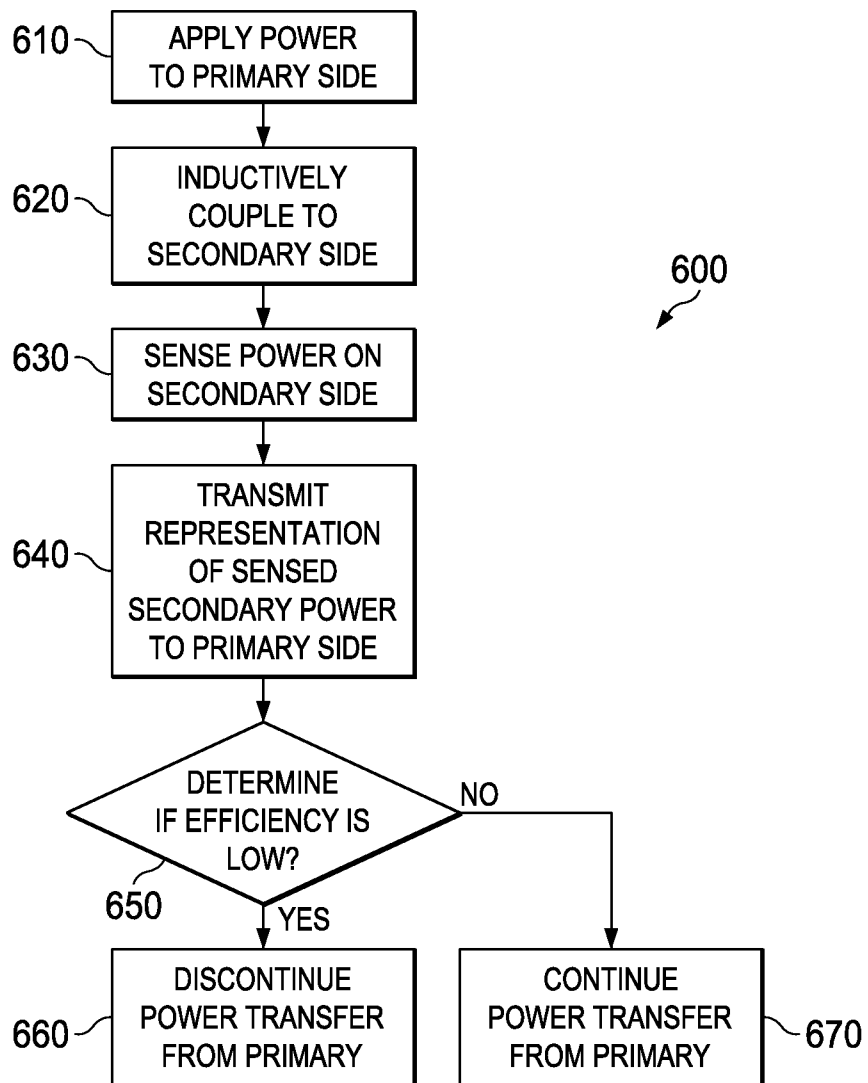 610
APPLY POWER
TO PRIMARY SIDE
620
INDUCTIVELY
COUPLE TO
SECONDARY SIDE
600
630
SENSE POWER ON
SECONDARY SIDE
640
TRANSMIT
REPRESENTATION
OF SENSED
SECONDARY POWER
TO PRIMARY SIDE
DETERMINE
IF EFFICIENCY IS
LOW?
NO
650
YES
660
DISCONTINUE
POWER TRANSFER
FROM PRIMARY
CONTINUE
POWER TRANSFER
FROM PRIMARY
670